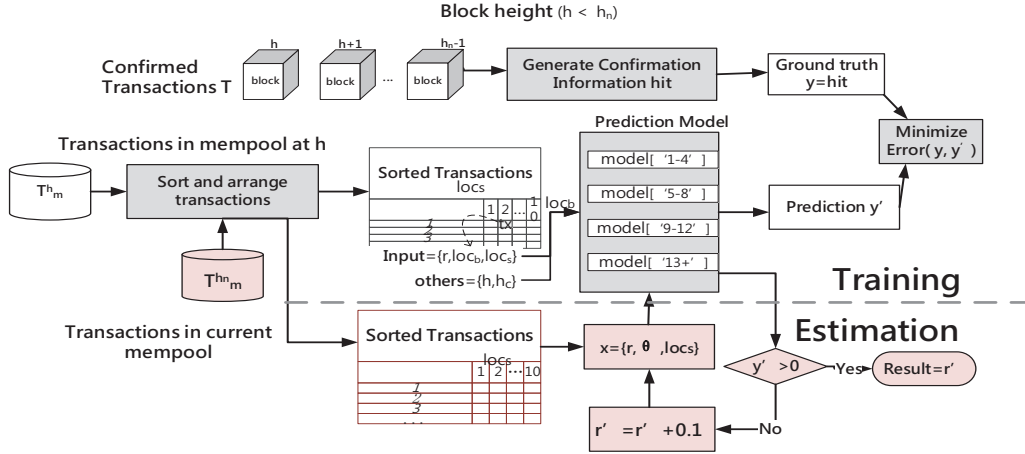 Block height (h < hn)
h
h+1
hn-1
Confirmed
Transactions T
block
block
...
block
Generate Confirmation
Information hit
Ground truth
y=hit
Prediction Model
Minimize
Error( y, y' )
Transactions in mempool at h
Thm
Sort and arrange
transactions
Sorted Transactions
locs
1 2 ... 10
locb
tx
1
2
3
model[ '1-4' ]
model[ '5-8' ]
model[ '9-12' ]
model[ '13+' ]
Prediction y'
Input={r,locb,locs}
others={h,hc}
Thnm
Training
Estimation
Transactions in current
mempool
Sorted Transactions
locs
1 2 ... 10
1
2
3
...
x={r, θ ,locs}
y' >0
Yes
Result=r'
No
r' =r' +0.1